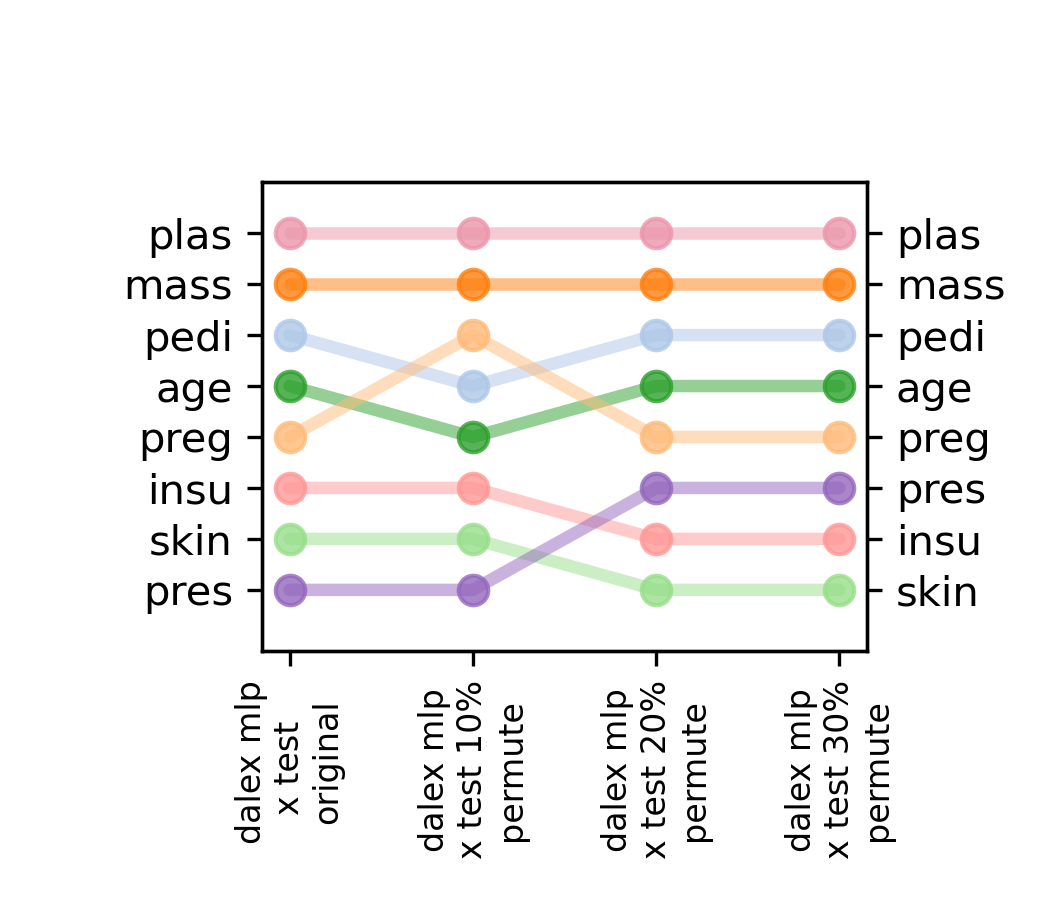 plas
mass
pedi
age
preg
insu
skin
pres
plas
mass
pedi
age
preg
pres
insu
skin
dalex mlp
x test
original
dalex mlp
x test 10%
permute
dalex mlp
x test 20%
permute
dalex mlp
x test 30%
permute